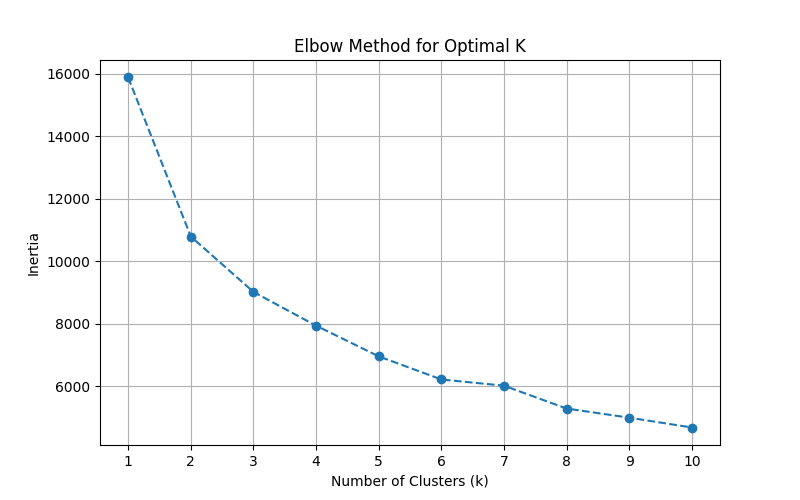 Elbow Method for Optimal K
16000
14000
12000
10000
8000
6000
Inertia
1 2 3 4 5 6 7 8 9 10
Number of Clusters (k)